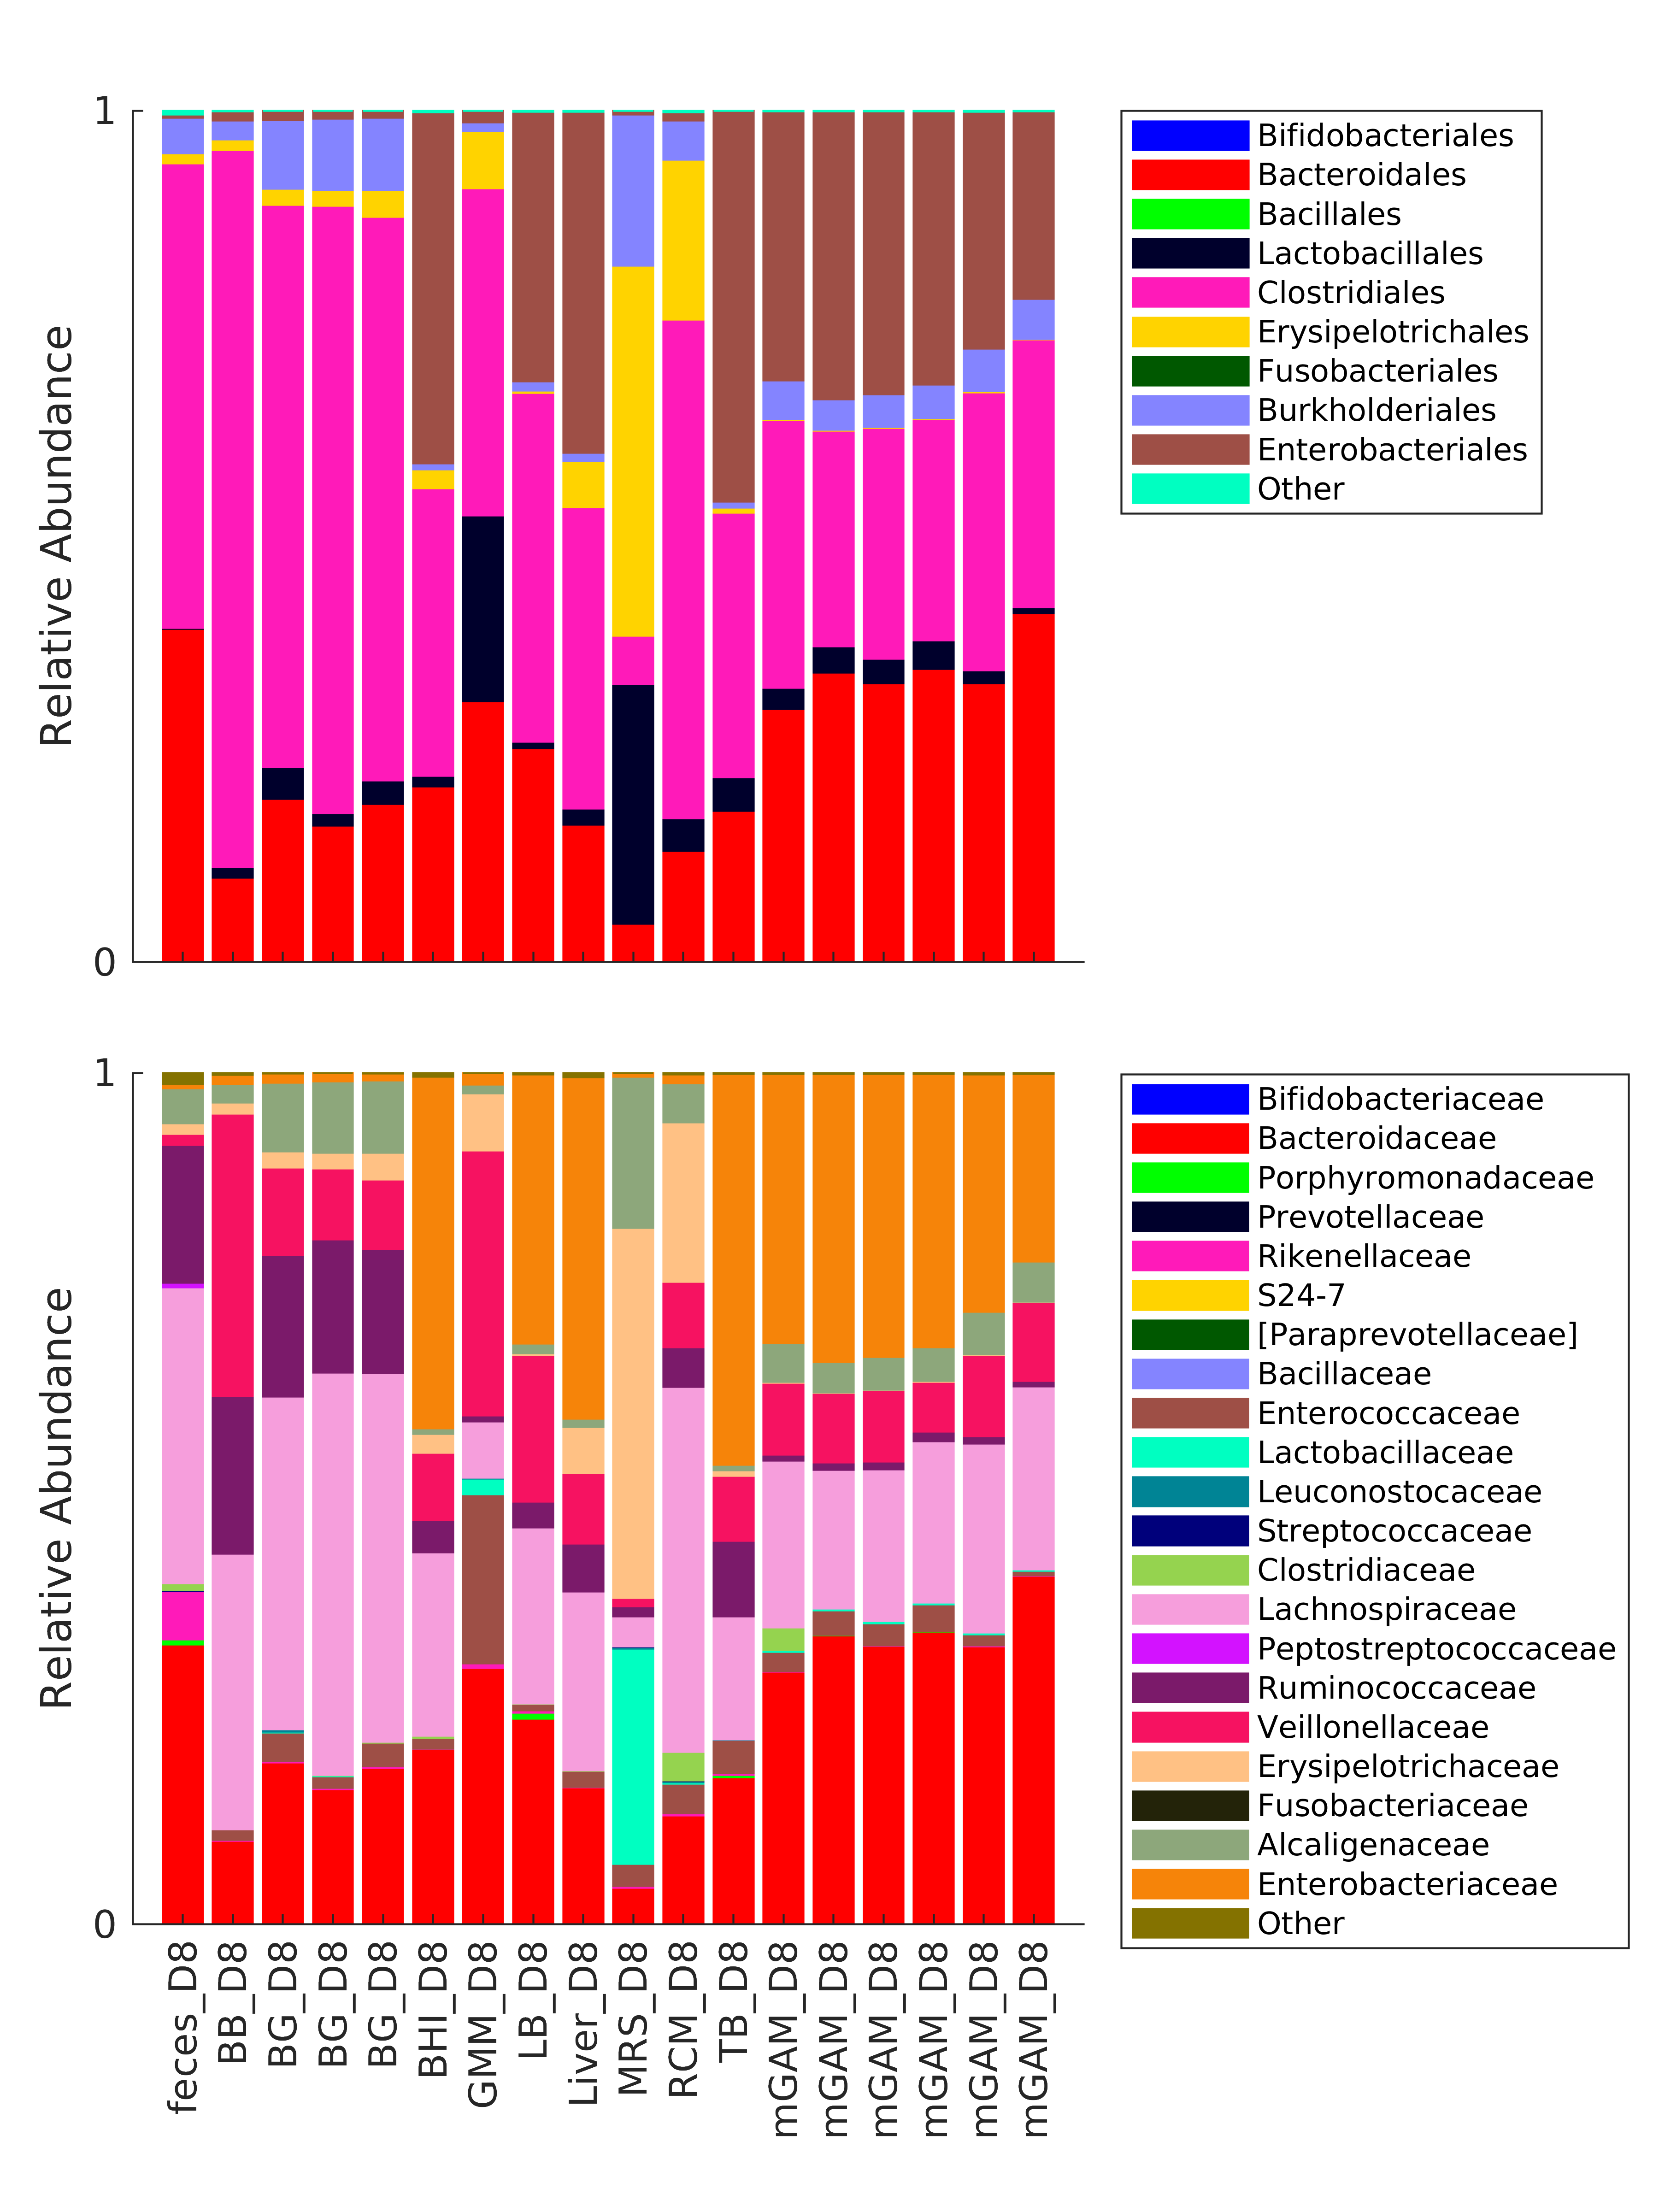 1
0
Relative Abundance
Bifidobacteriales
Bacteroidales
Bacillales
Lactobacillales
Clostridiales
Erysipelotrichales
Fusobacteriales
Burkholderiales
Enterobacteriales
Other
1
0
Relative Abundance
Bifidobacteriaceae
Bacteroidaceae
Porphyromonadaceae
Prevotellaceae
Rikenellaceae
S24-7
[Paraprevotellaceae]
Bacillaceae
Enterococcaceae
Lactobacillaceae
Leuconostocaceae
Streptococcaceae
Clostridiaceae
Lachnospiraceae
Peptostreptococcaceae
Ruminococcaceae
Veillonellaceae
Erysipelotrichaceae
Fusobacteriaceae
Alcaligenaceae
Enterobacteriaceae
Other
feces_D8
BB_D8
BG_D8
BG_D8
BG_D8
BHI_D8
GMM_D8
LB_D8
Liver_D8
MRS_D8
RCM_D8
TB_D8
mGAM_D8
mGAM_D8
mGAM_D8
mGAM_D8
mGAM_D8
mGAM_D8